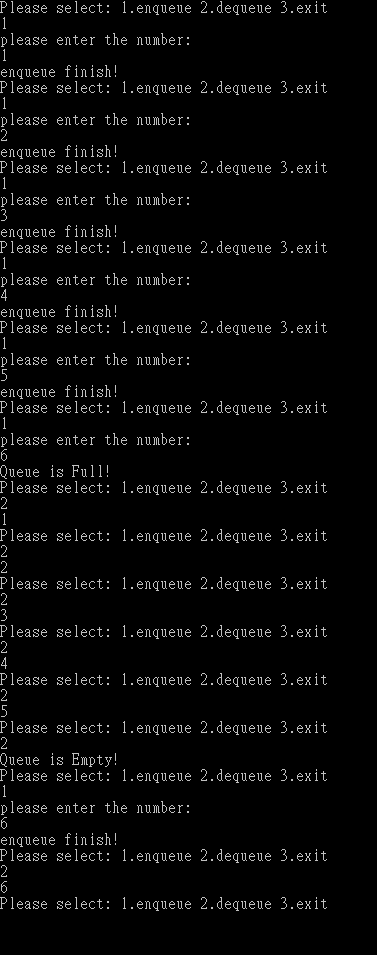 Please select: 1.enqueue 2.dequeue 3.exit
1
please enter the number:
1
enqueue finish!
Please select: 1.enqueue 2.dequeue 3.exit
1
please enter the number:
2
enqueue finish!
Please select: 1.enqueue 2.dequeue 3.exit
1
please enter the number:
3
enqueue finish!
Please select: 1.enqueue 2.dequeue 3.exit
1
please enter the number:
4
enqueue finish!
Please select: 1.enqueue 2.dequeue 3.exit
1
please enter the number:
5
enqueue finish!
Please select: 1.enqueue 2.dequeue 3.exit
1
please enter the number:
6
Queue is Full!
Please select: 1.enqueue 2.dequeue 3.exit
2
1
Please select: 1.enqueue 2.dequeue 3.exit
2
2
Please select: 1.enqueue 2.dequeue 3.exit
2
3
Please select: 1.enqueue 2.dequeue 3.exit
2
4
Please select: 1.enqueue 2.dequeue 3.exit
2
5
Please select: 1.enqueue 2.dequeue 3.exit
2
Queue is Empty!
Please select: 1.enqueue 2.dequeue 3.exit
1
please enter the number:
6
enqueue finish!
Please select: 1.enqueue 2.dequeue 3.exit
2
6
Please select: 1.enqueue 2.dequeue 3.exit